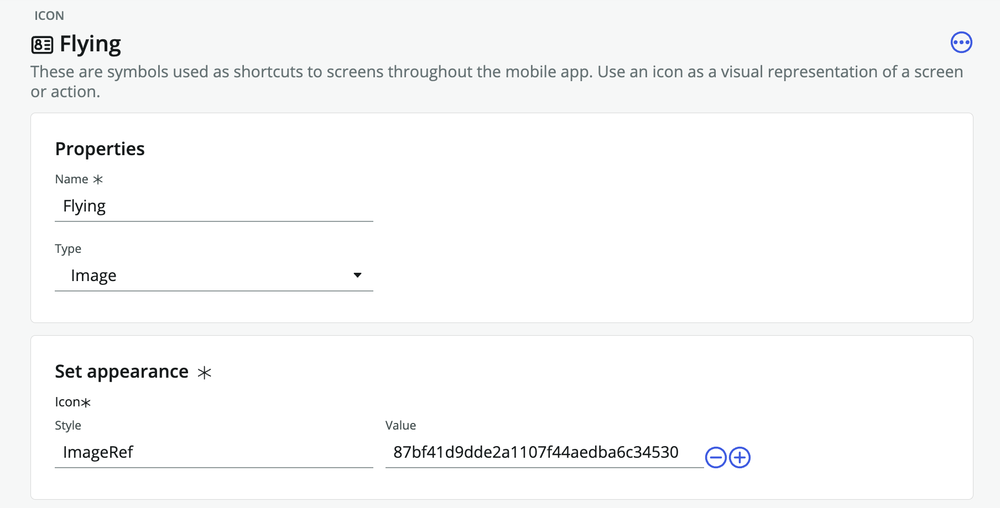 ICON
Flying
These are symbols used as shortcuts to screens throughout the mobile app. Use an icon as a visual representation of a screen
or action.
Properties
Name *
Flying
Type
Image
Set appearance *
Icon*
Style Value
ImageRef 87bf41d9dde2a1107f44aedba6c34530